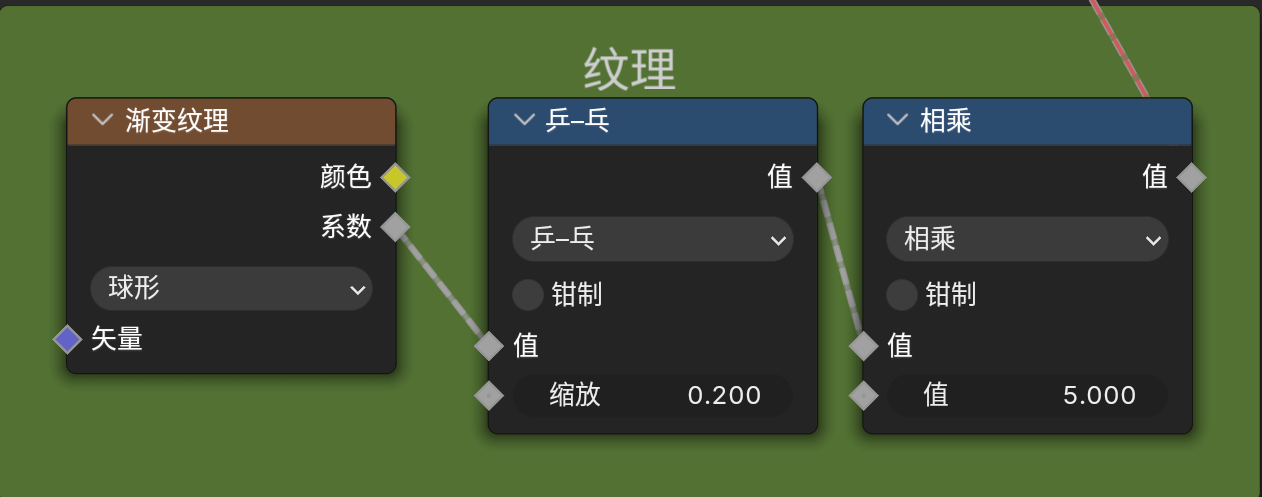 纹理
渐变纹理
颜色
系数
球形
矢量
乒–乓
值
乒–乓
钳制
值
缩放 0.200
相乘
值
相乘
钳制
值
值 5.000